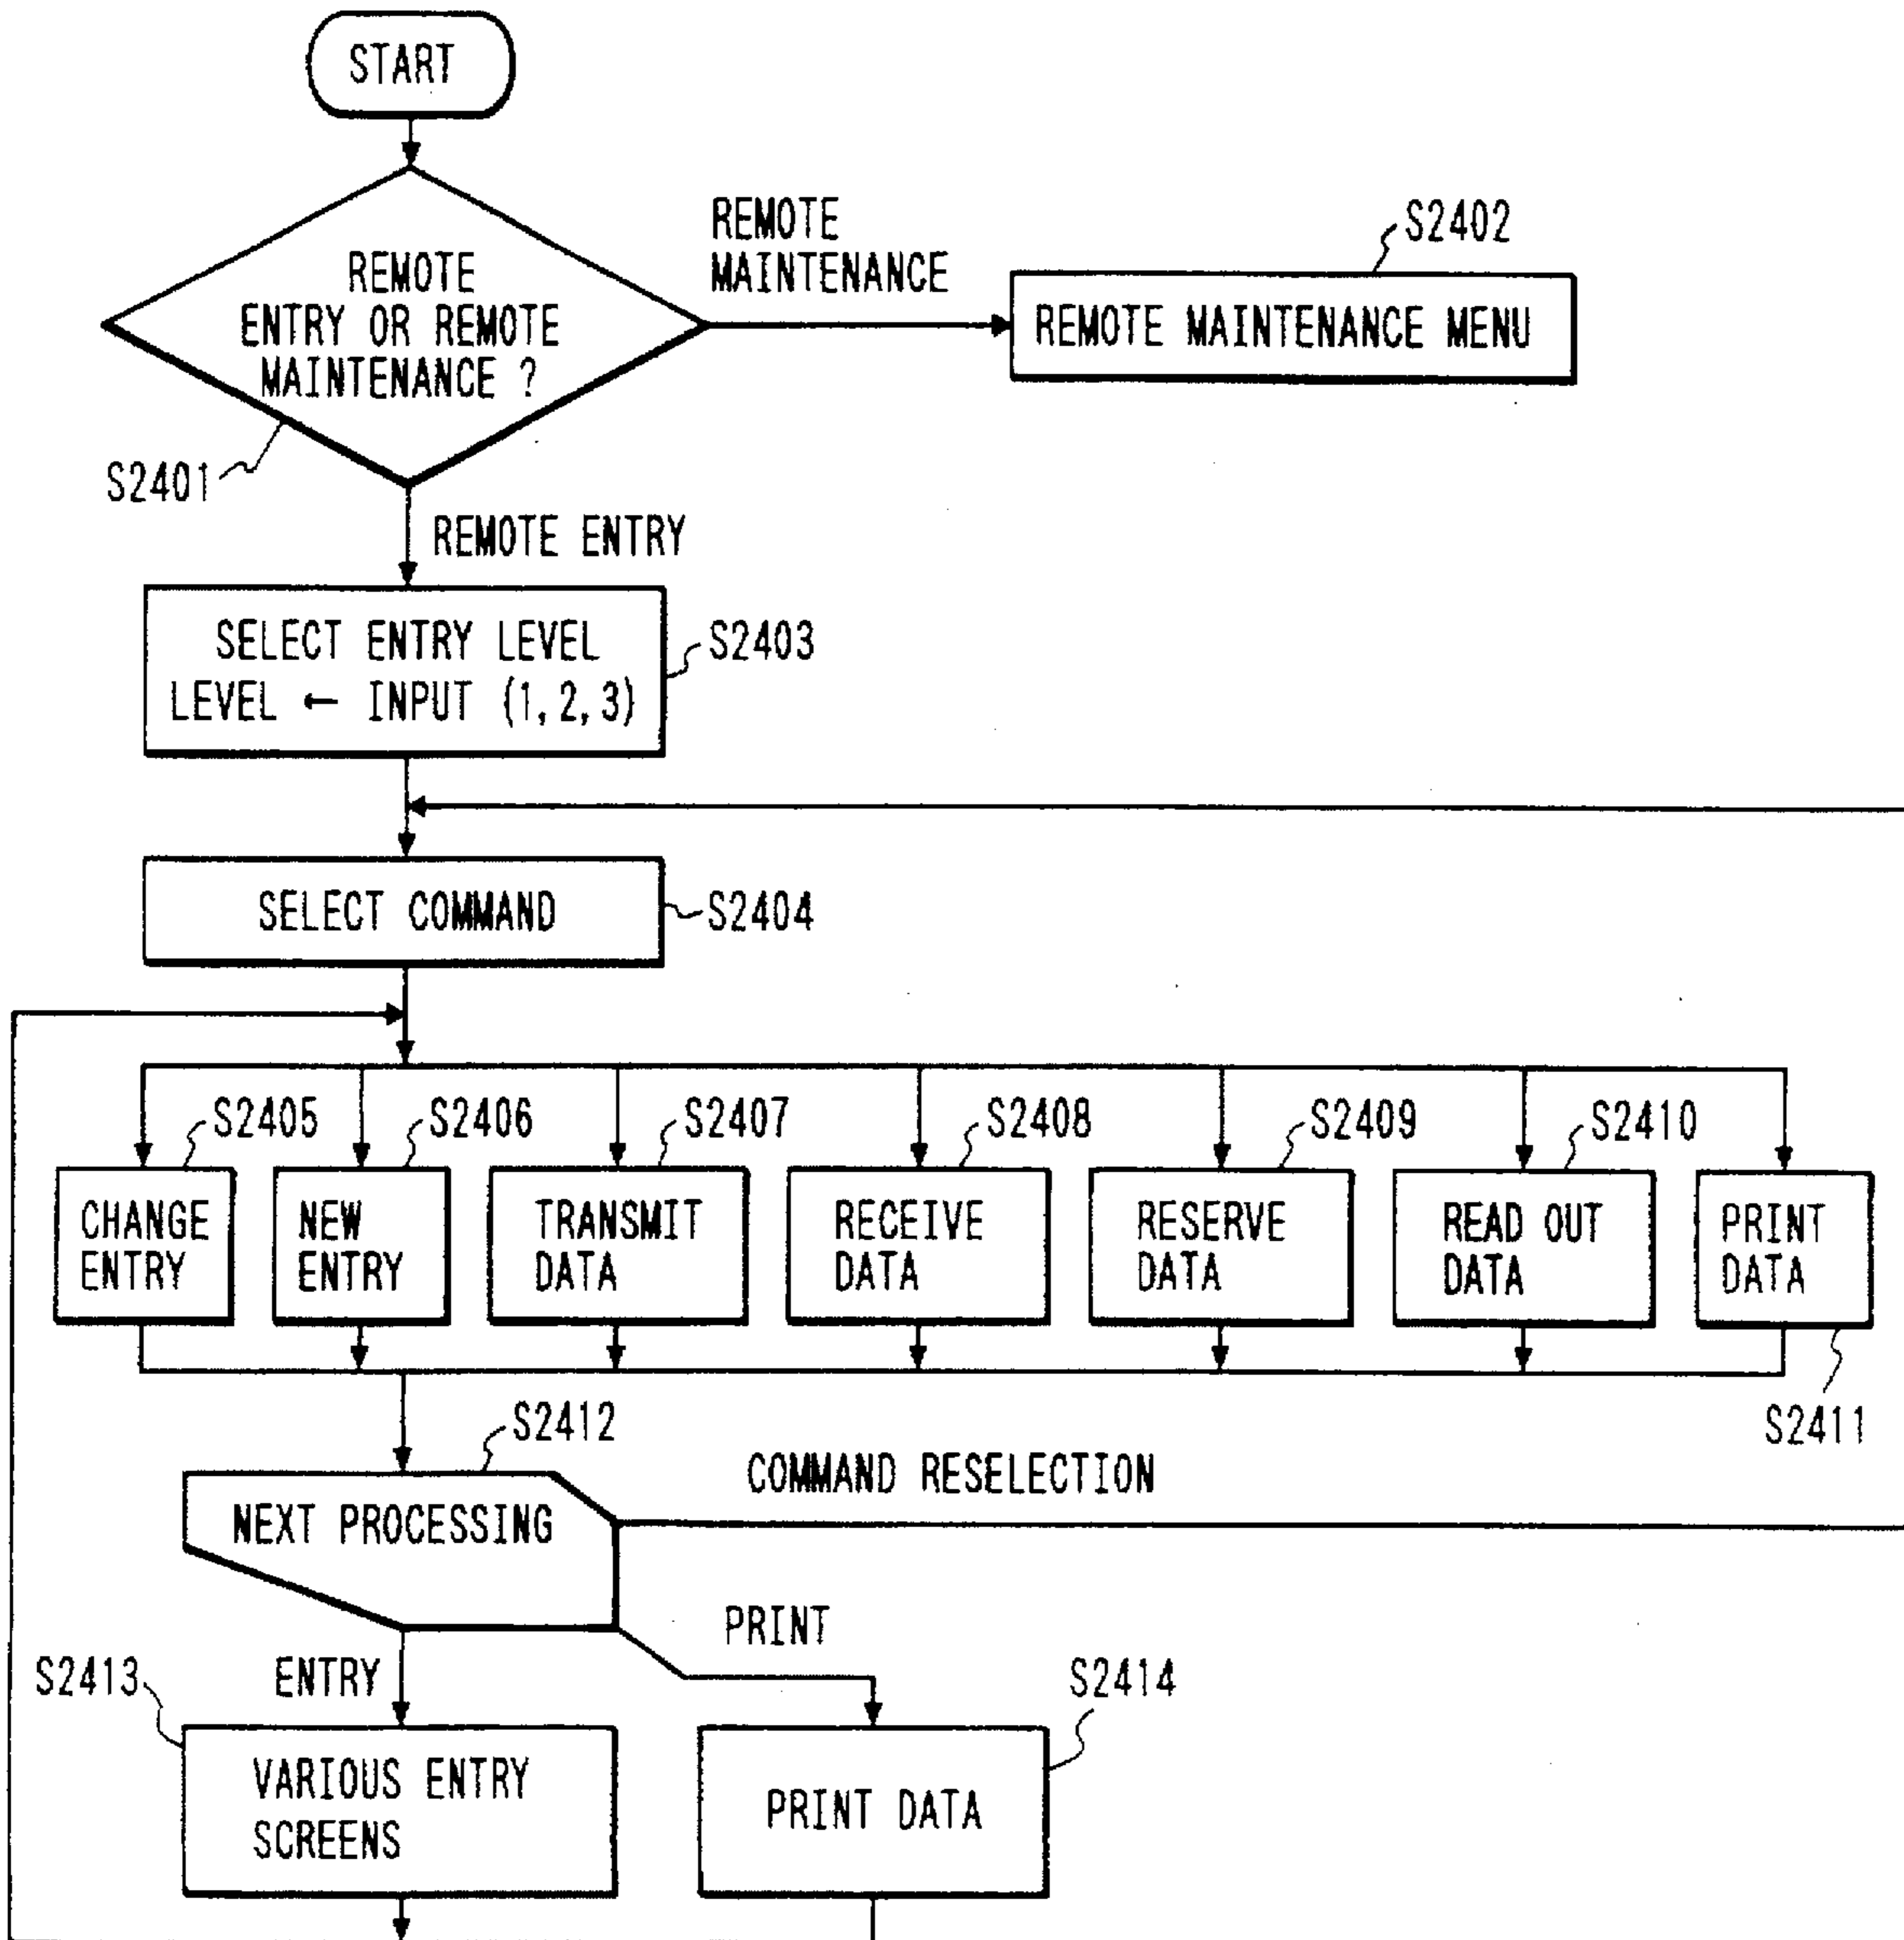 START
REMOTE
ENTRY OR REMOTE
MAINTENANCE ?
S2401
REMOTE
MAINTENANCE
S2402
REMOTE MAINTENANCE MENU
REMOTE ENTRY
SELECT ENTRY LEVEL
LEVEL ← INPUT (1,2,3)
S2403
SELECT COMMAND
S2404
S2405
S2406
S2407
S2408
S2409
S2410
CHANGE
ENTRY
NEW
ENTRY
TRANSMIT
DATA
RECEIVE
DATA
RESERVE
DATA
READ OUT
DATA
PRINT
DATA
S2411
S2412
NEXT PROCESSING
COMMAND RESELECTION
PRINT
ENTRY
S2413
S2414
VARIOUS ENTRY
SCREENS
PRINT DATA